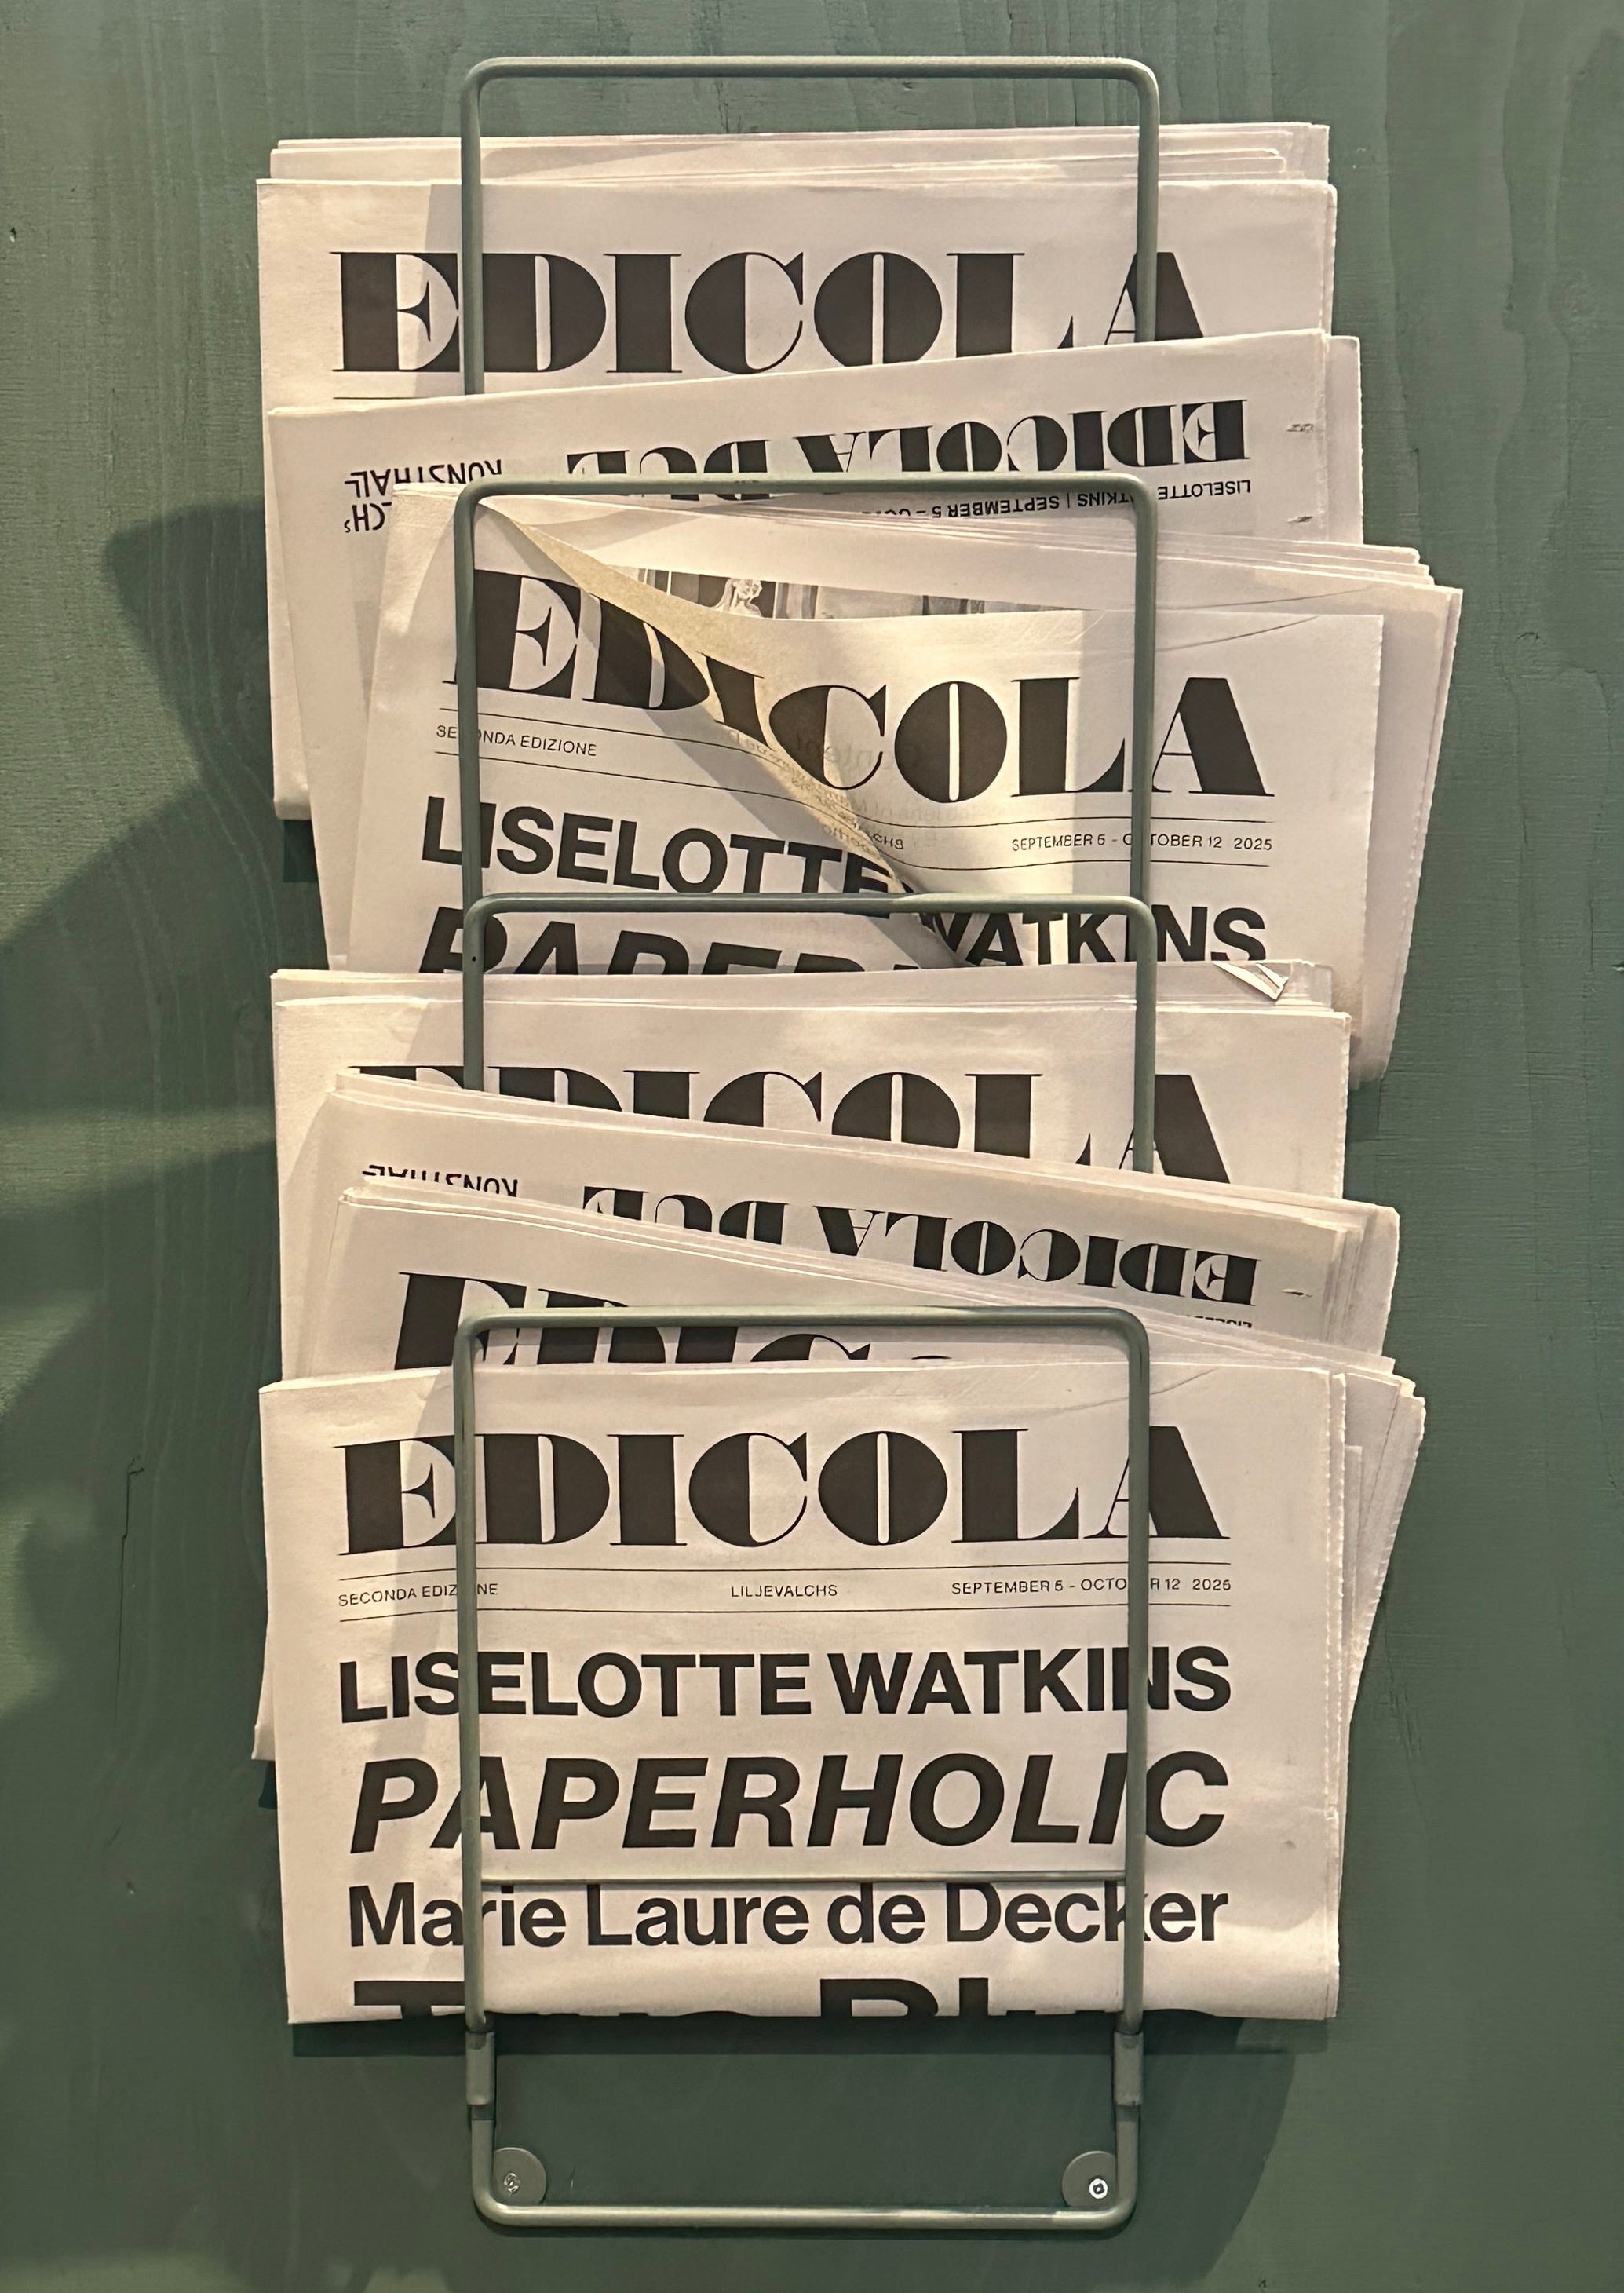 EDICOLA
EDICOLA DUE
KONSTHALL
LISELOTTE WATKINS | SEPTEMBER 5 –
EDICOLA
SECONDA EDIZIONE SEPTEMBER 5 - OCTOBER 12 2025
LISELOTTE WATKINS
EDICOLA
EDICOLA DUE
KONSTHALL
EDICOLA
SECONDA EDIZIONE LILJEVALCHS SEPTEMBER 5 - OCTOBER 12 2025
LISELOTTE WATKINS
PAPERHOLIC
Marie Laure de Decker